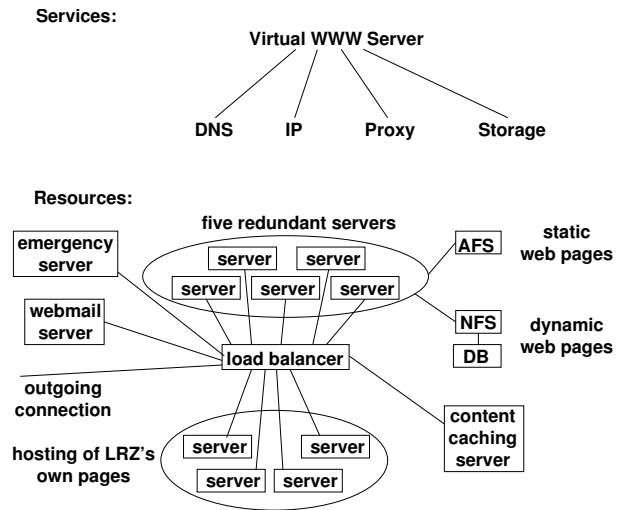 Services:
Virtual WWW Server
DNS IP Proxy Storage
Resources:
five redundant servers
emergency
server
server server
server server server
AFS
static
web pages
webmail
server
NFS
DB
dynamic
web pages
load balancer
outgoing
connection
content
caching
server
hosting of LRZ's
own pages
server server
server server